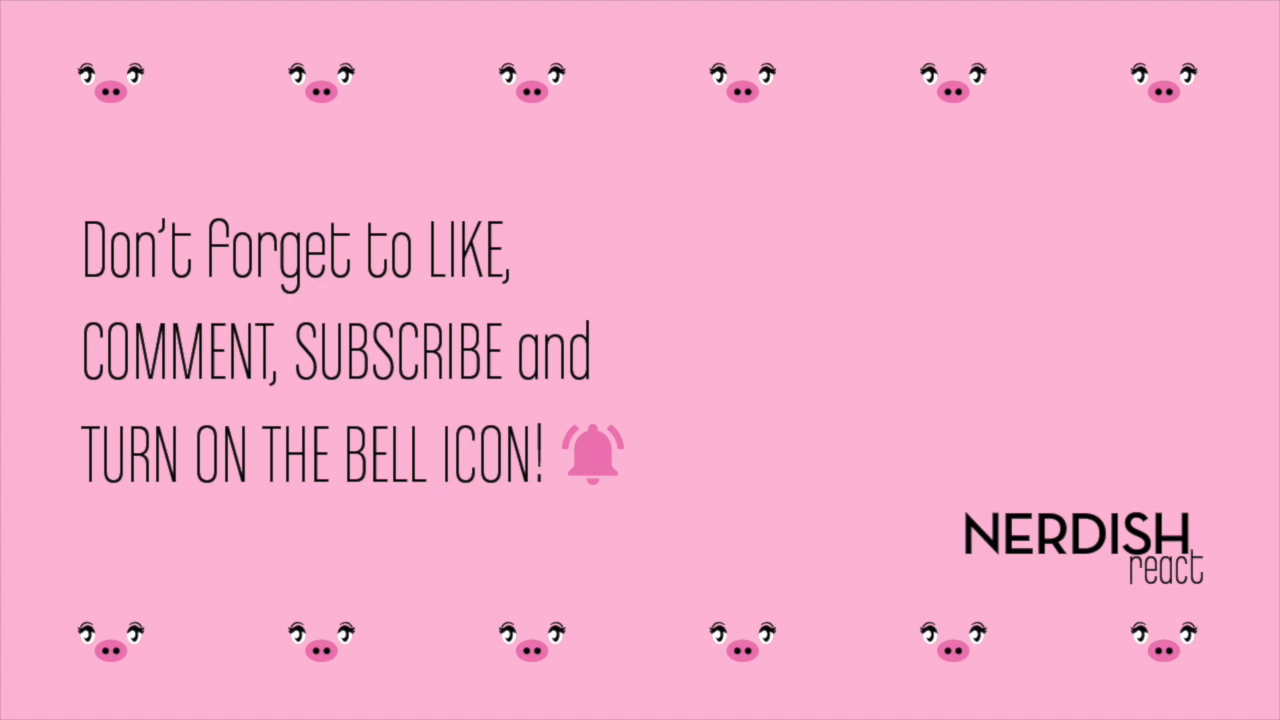 Don't forget to LIKE,
COMMENT, SUBSCRIBE and
TURN ON THE BELL ICON!
NERDISH
react